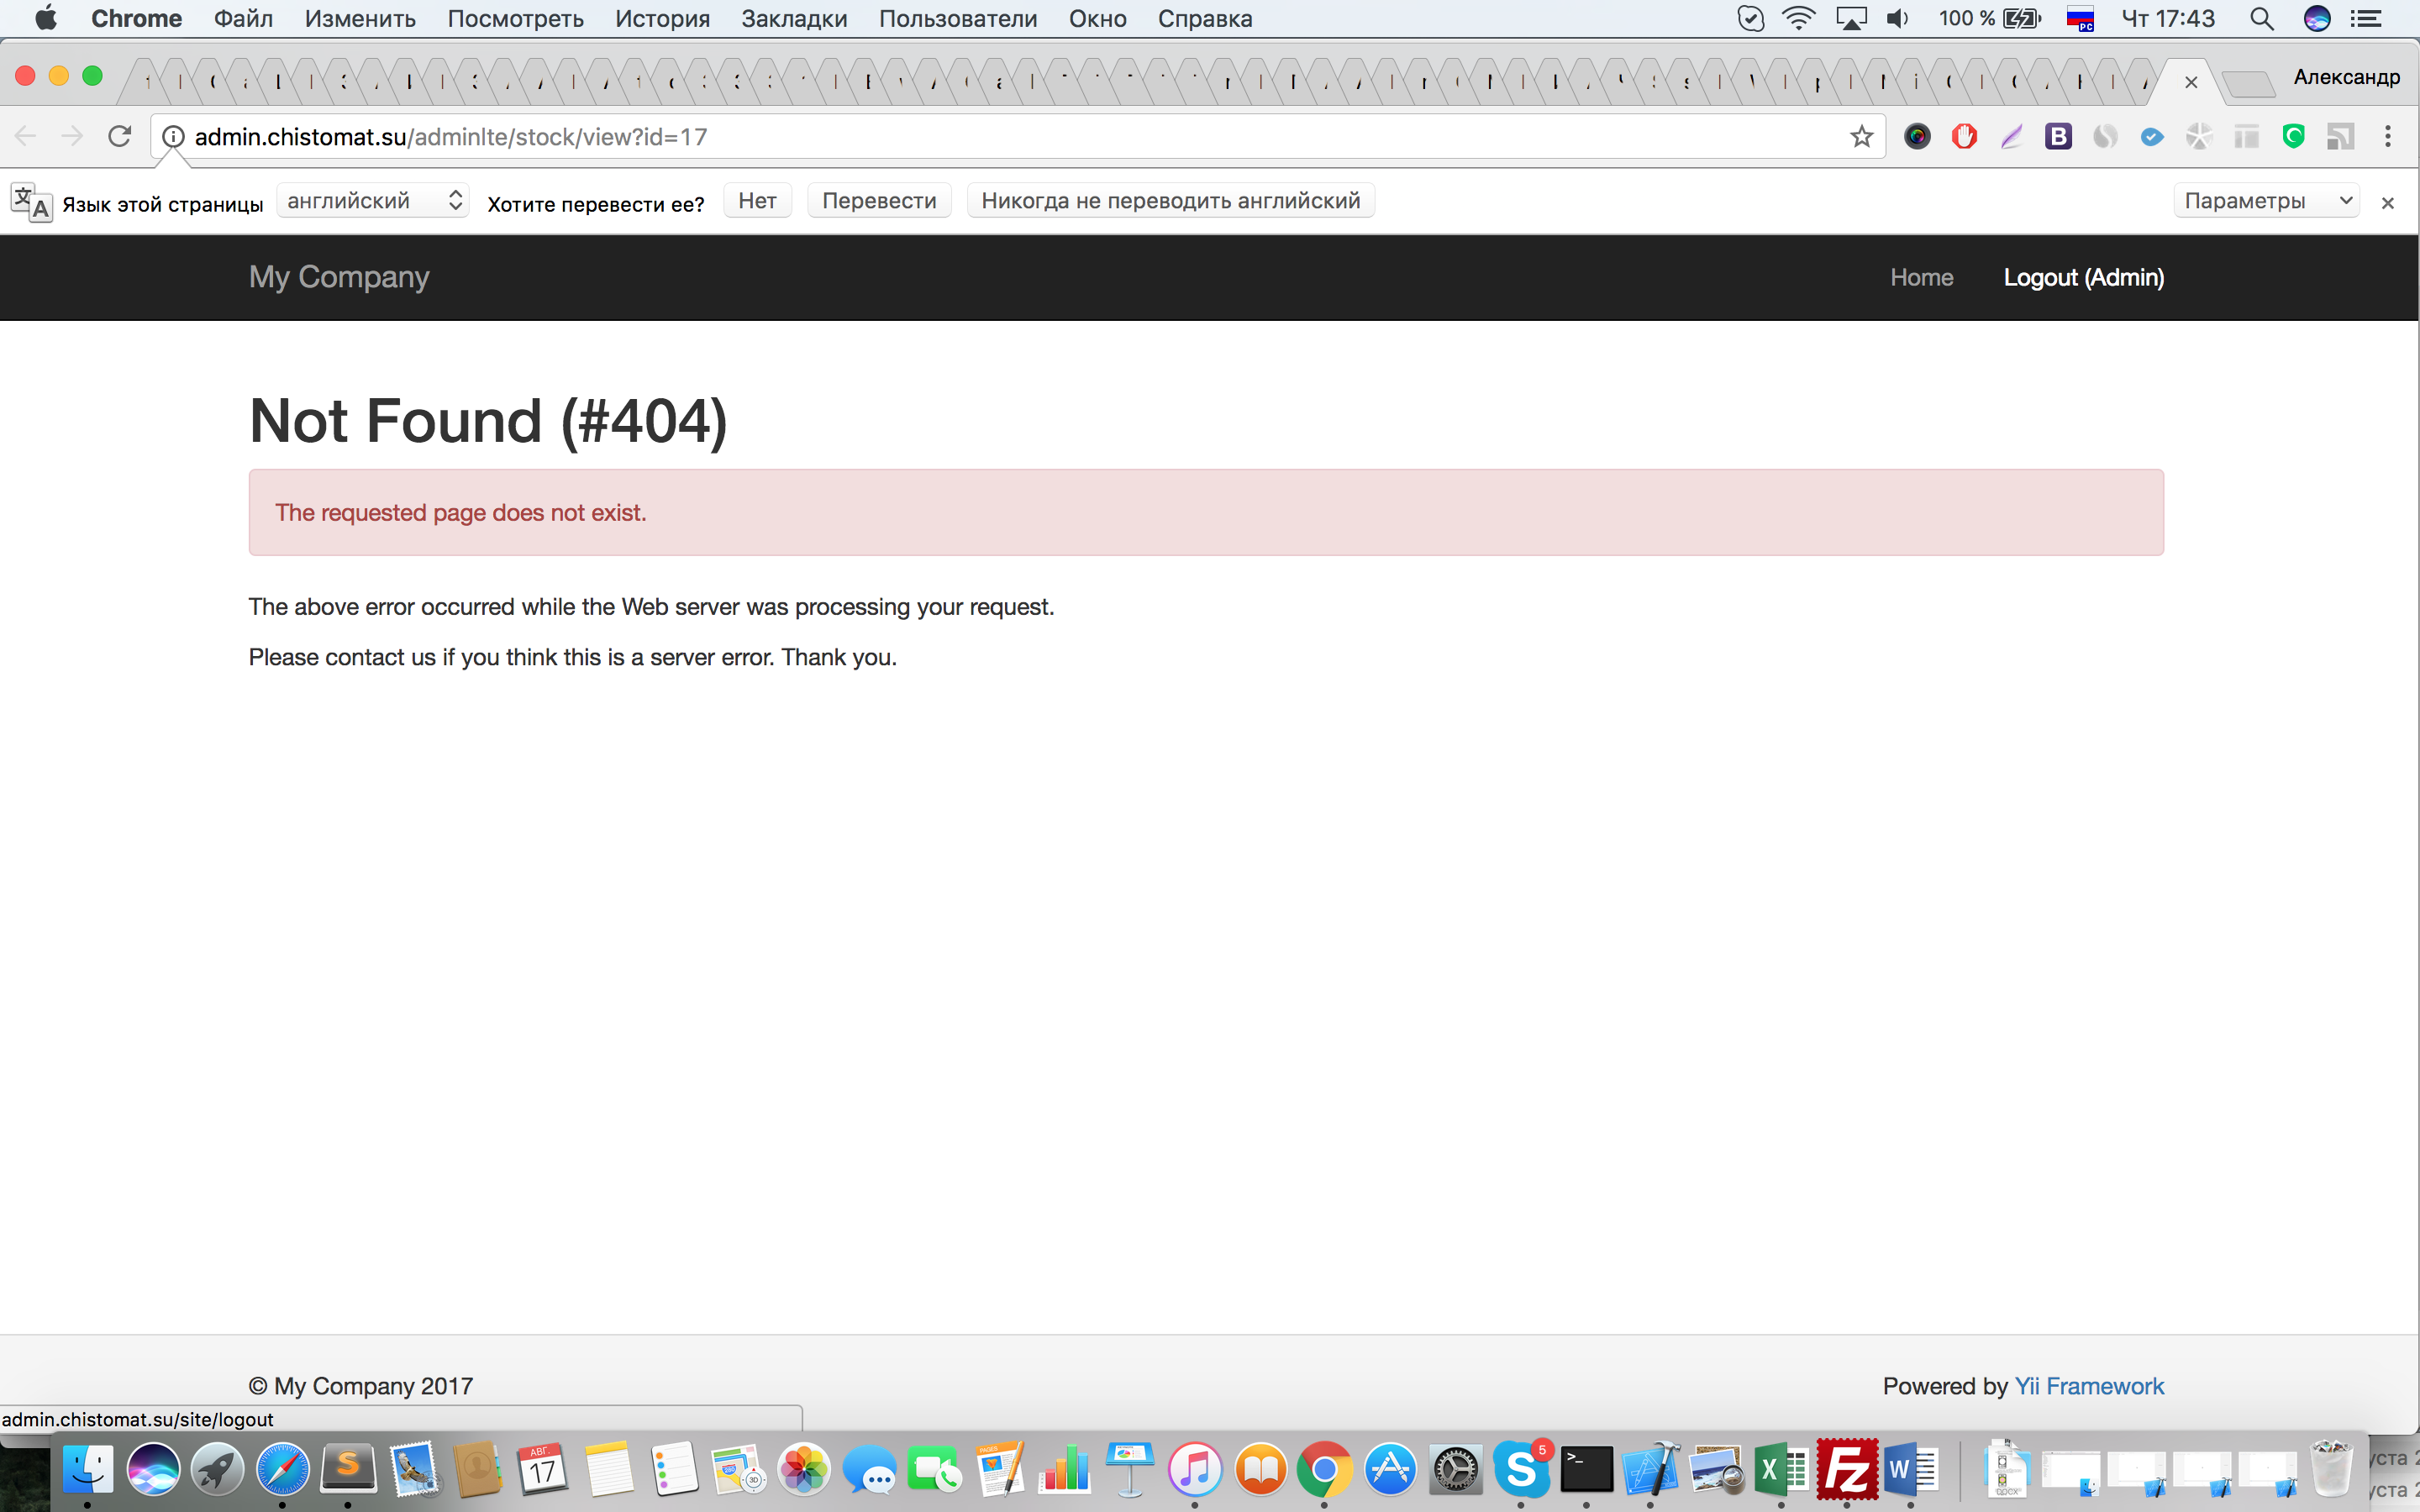 Chrome Файл Изменить Посмотреть История Закладки Пользователи Окно Справка 100 % РС Чт 17:43
Александр
admin.chistomat.su/adminlte/stock/view?id=17
Язык этой страницы английский Хотите перевести ее? Нет Перевести Никогда не переводить английский Параметры
My Company Home Logout (Admin)
Not Found (#404)
The requested page does not exist.
The above error occurred while the Web server was processing your request.
Please contact us if you think this is a server error. Thank you.
© My Company 2017 Powered by Yii Framework
admin.chistomat.su/site/logout
АВГ.
17
5